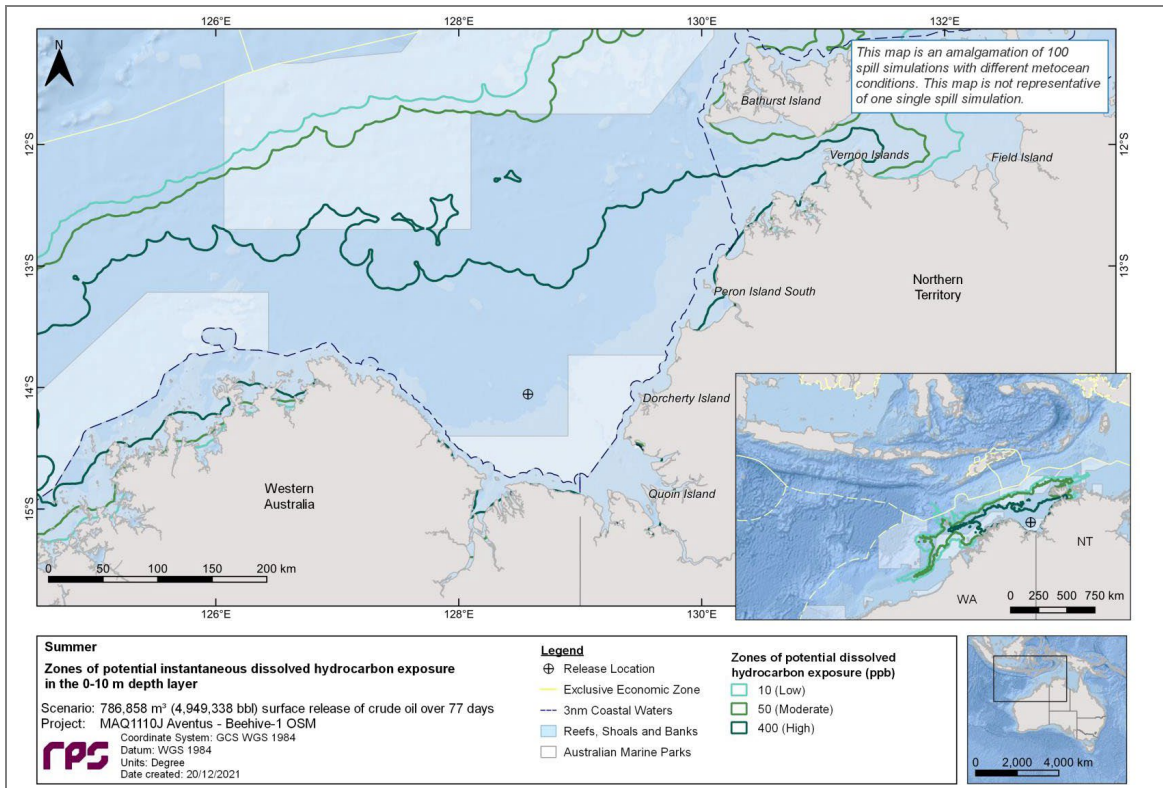 126°E
128°E
130°E
132°E
N
This map is an amalgamation of 100
spill simulations with different metocean
conditions. This map is not representative
of one single spill simulation.
Bathurst Island
12°S
12°S
Vernon Islands
Field Island
13°S
13°S
Northern
Territory
Peron Island South
14°S
Dorcherty Island
Western
Australia
Quoin Island
15°S
0 50 100 150 200 km
NT
WA
0 250 500 750 km
126°E
128°E
130°E
Summer
Zones of potential instantaneous dissolved hydrocarbon exposure
in the 0-10 m depth layer
Scenario: 786,858 m³ (4,949,338 bbl) surface release of crude oil over 77 days
Project: MAQ1110J Aventus - Beehive-1 OSM
rps
Coordinate System: GCS WGS 1984
Datum: WGS 1984
Units: Degree
Date created: 20/12/2021
Legend
Release Location
Exclusive Economic Zone
3nm Coastal Waters
Reefs, Shoals and Banks
Australian Marine Parks
Zones of potential dissolved
hydrocarbon exposure (ppb)
10 (Low)
50 (Moderate)
400 (High)
0 2,000 4,000 km